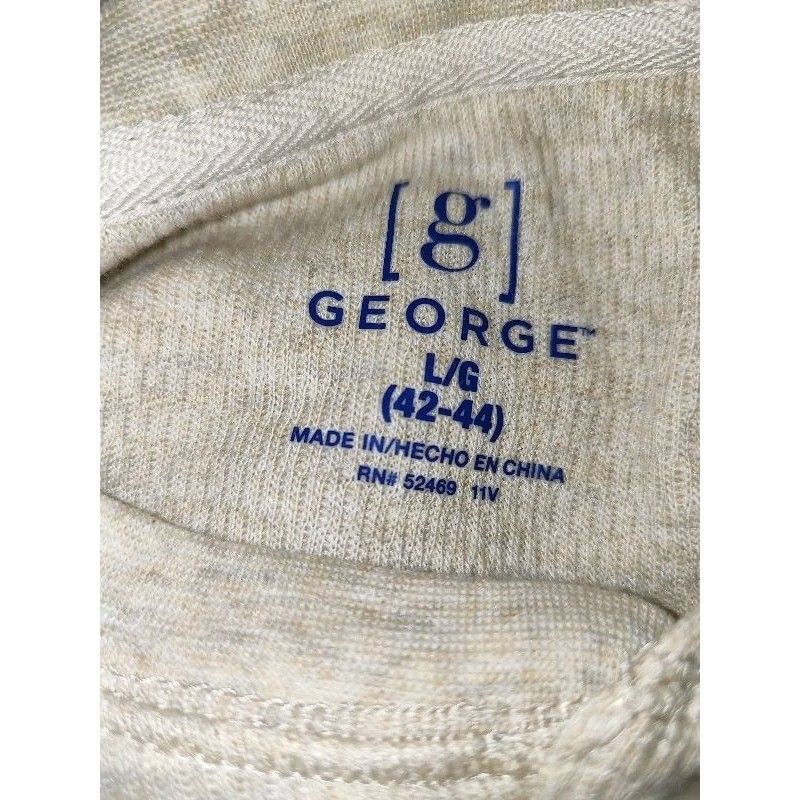 [g]
GEORGE™
L/G
(42-44)
MADE IN/HECHO EN CHINA
RN# 52469 11V